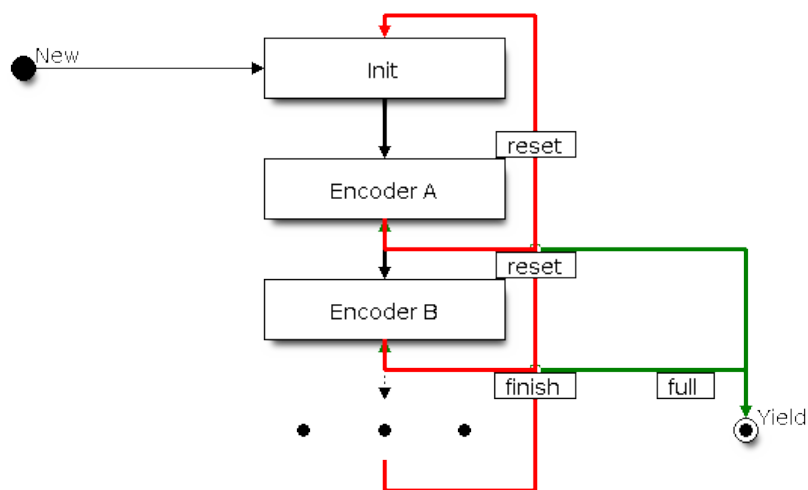 New
Init
reset
Encoder A
reset
Encoder B
finish
full
Yield